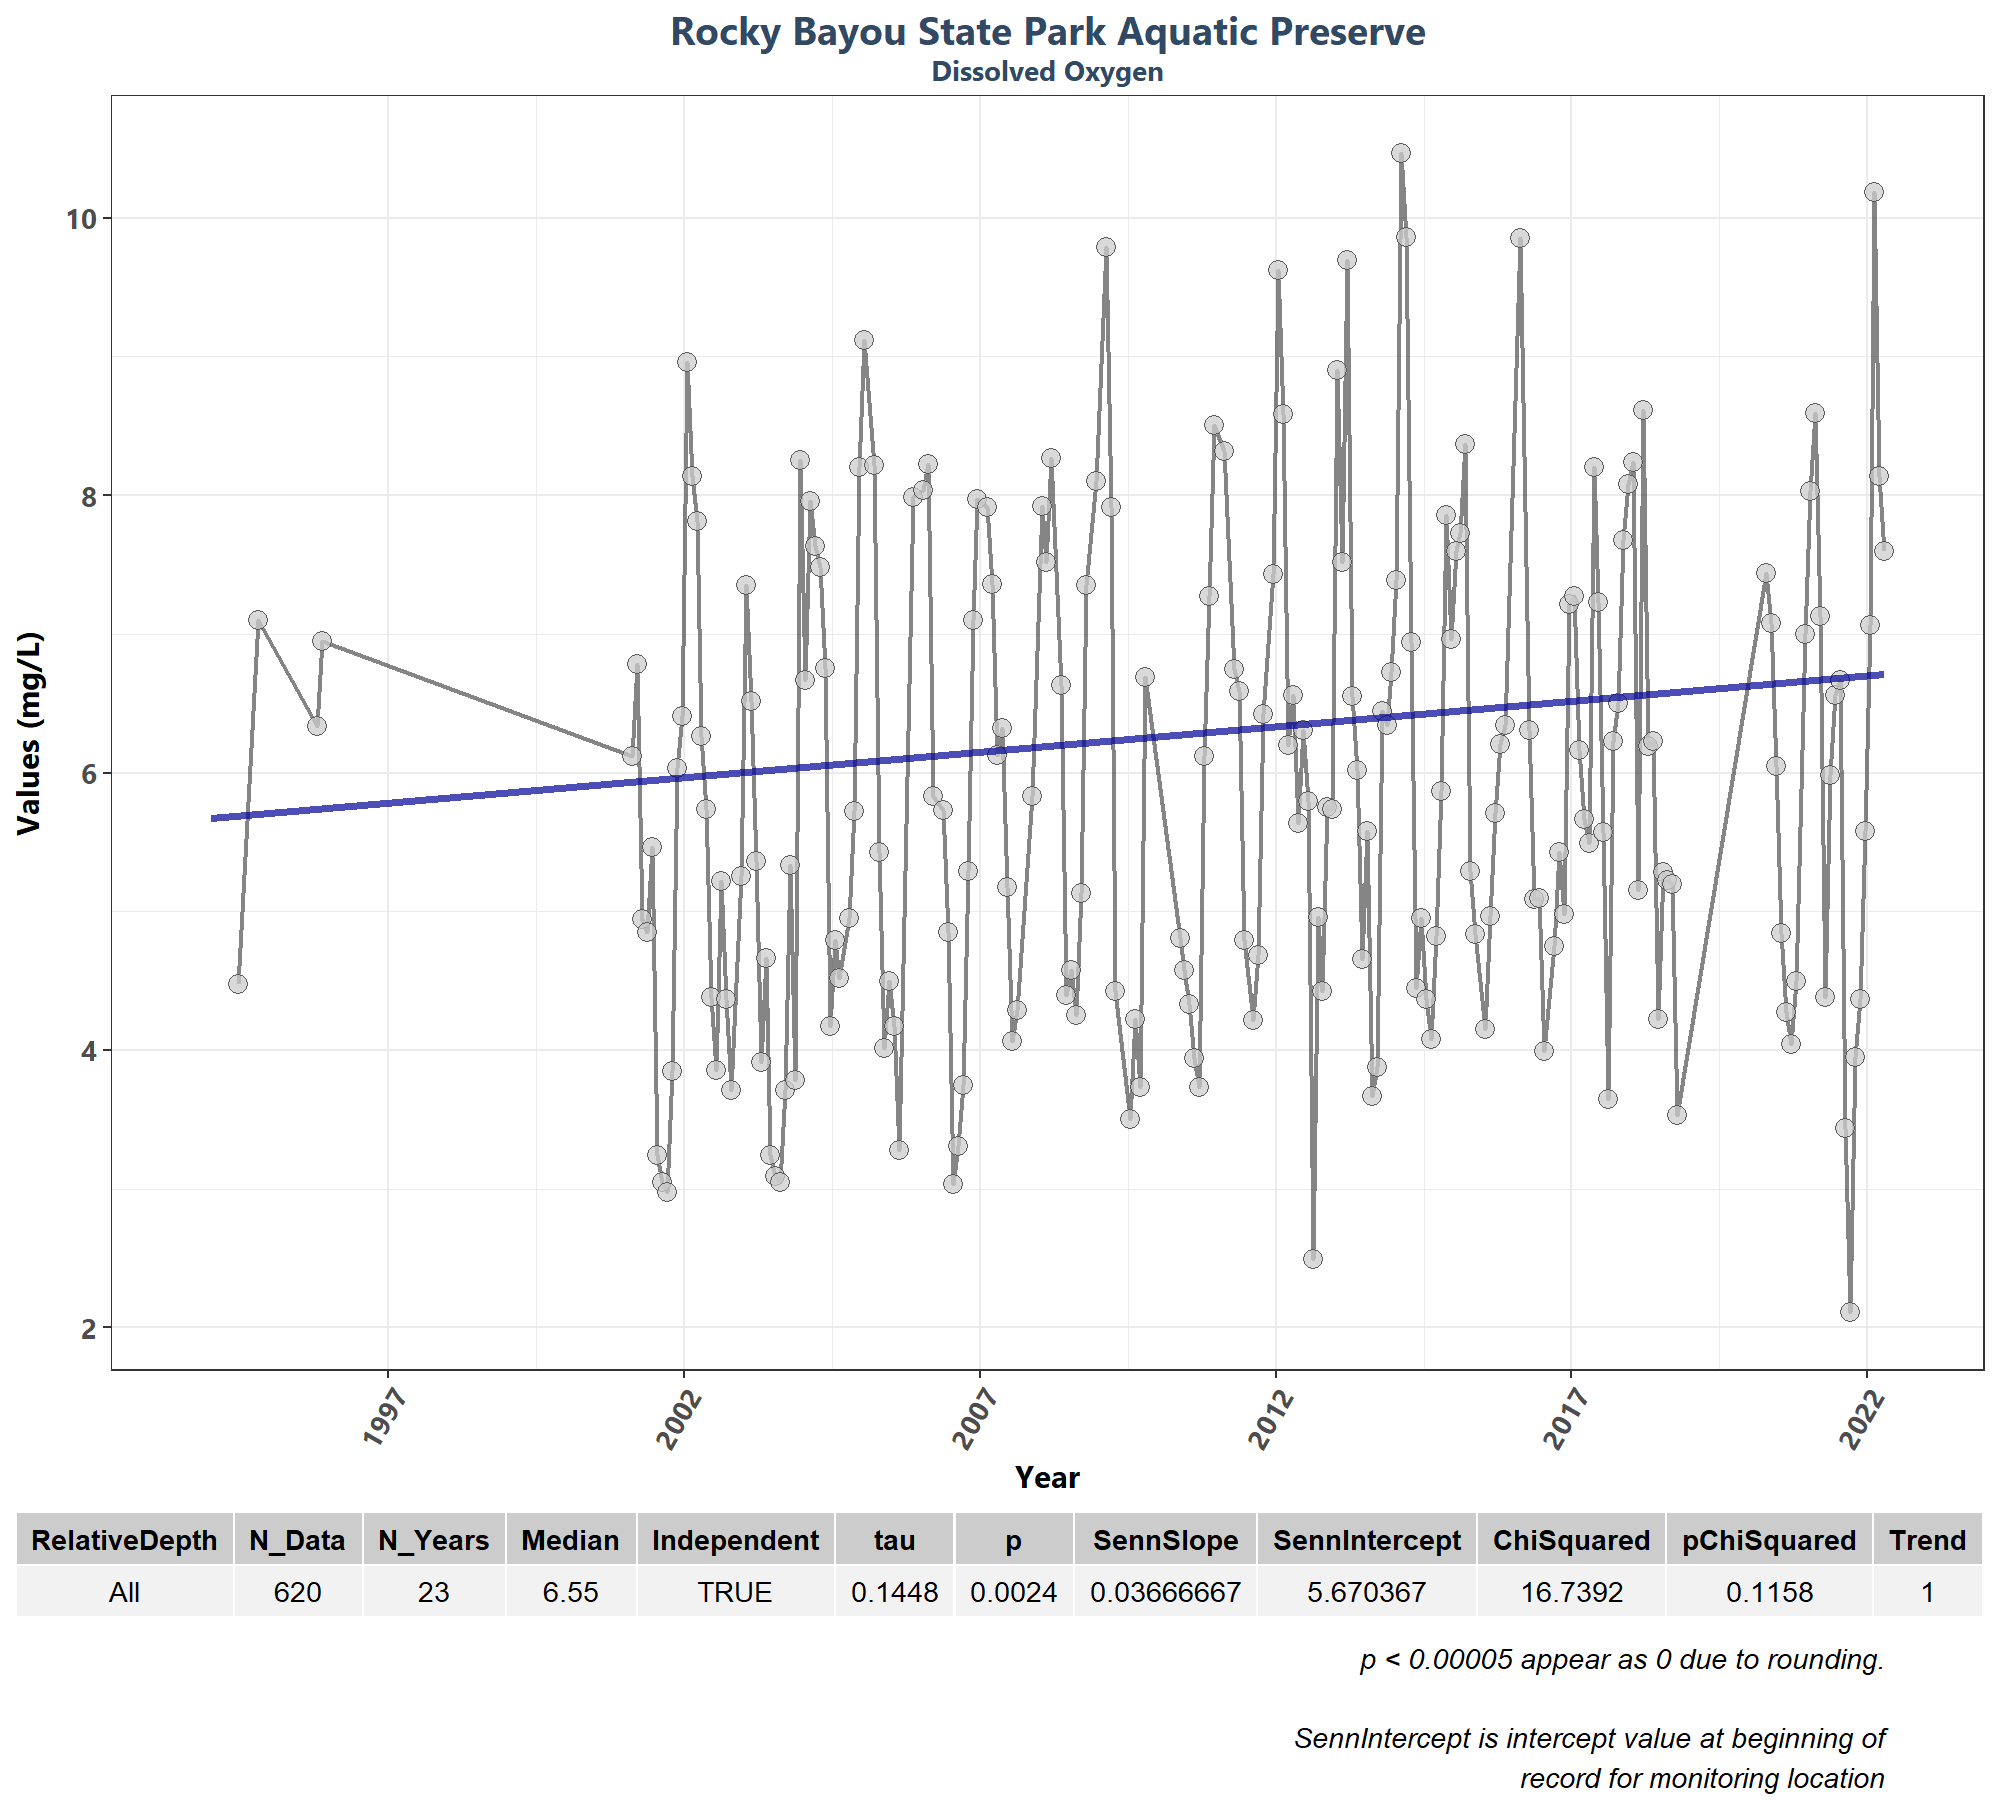 Rocky Bayou State Park Aquatic Preserve
Dissolved Oxygen
Values (mg/L)
10
8
6
4
2
1997 2002 2007 2012 2017 2022
Year
RelativeDepth N_Data N_Years Median Independent tau p SennSlope SennIntercept ChiSquared pChiSquared Trend
All 620 23 6.55 TRUE 0.1448 0.0024 0.03666667 5.670367 16.7392 0.1158 1
p < 0.00005 appear as 0 due to rounding.
SennIntercept is intercept value at beginning of
record for monitoring location